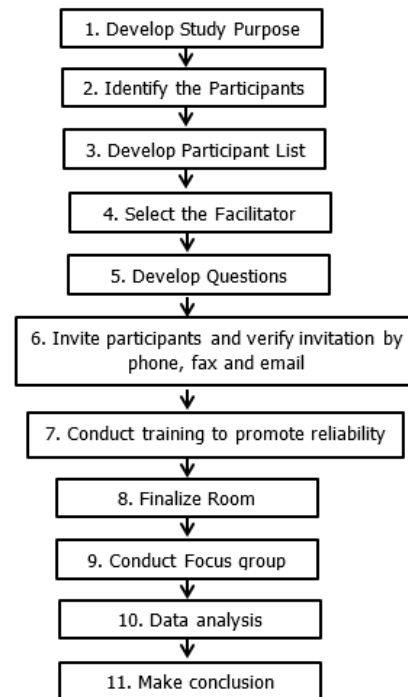 1. Develop Study Purpose
2. Identify the Participants
3. Develop Participant List
4. Select the Facilitator
5. Develop Questions
6. Invite participants and verify invitation by
phone, fax and email
7. Conduct training to promote reliability
8. Finalize Room
9. Conduct Focus group
10. Data analysis
11. Make conclusion